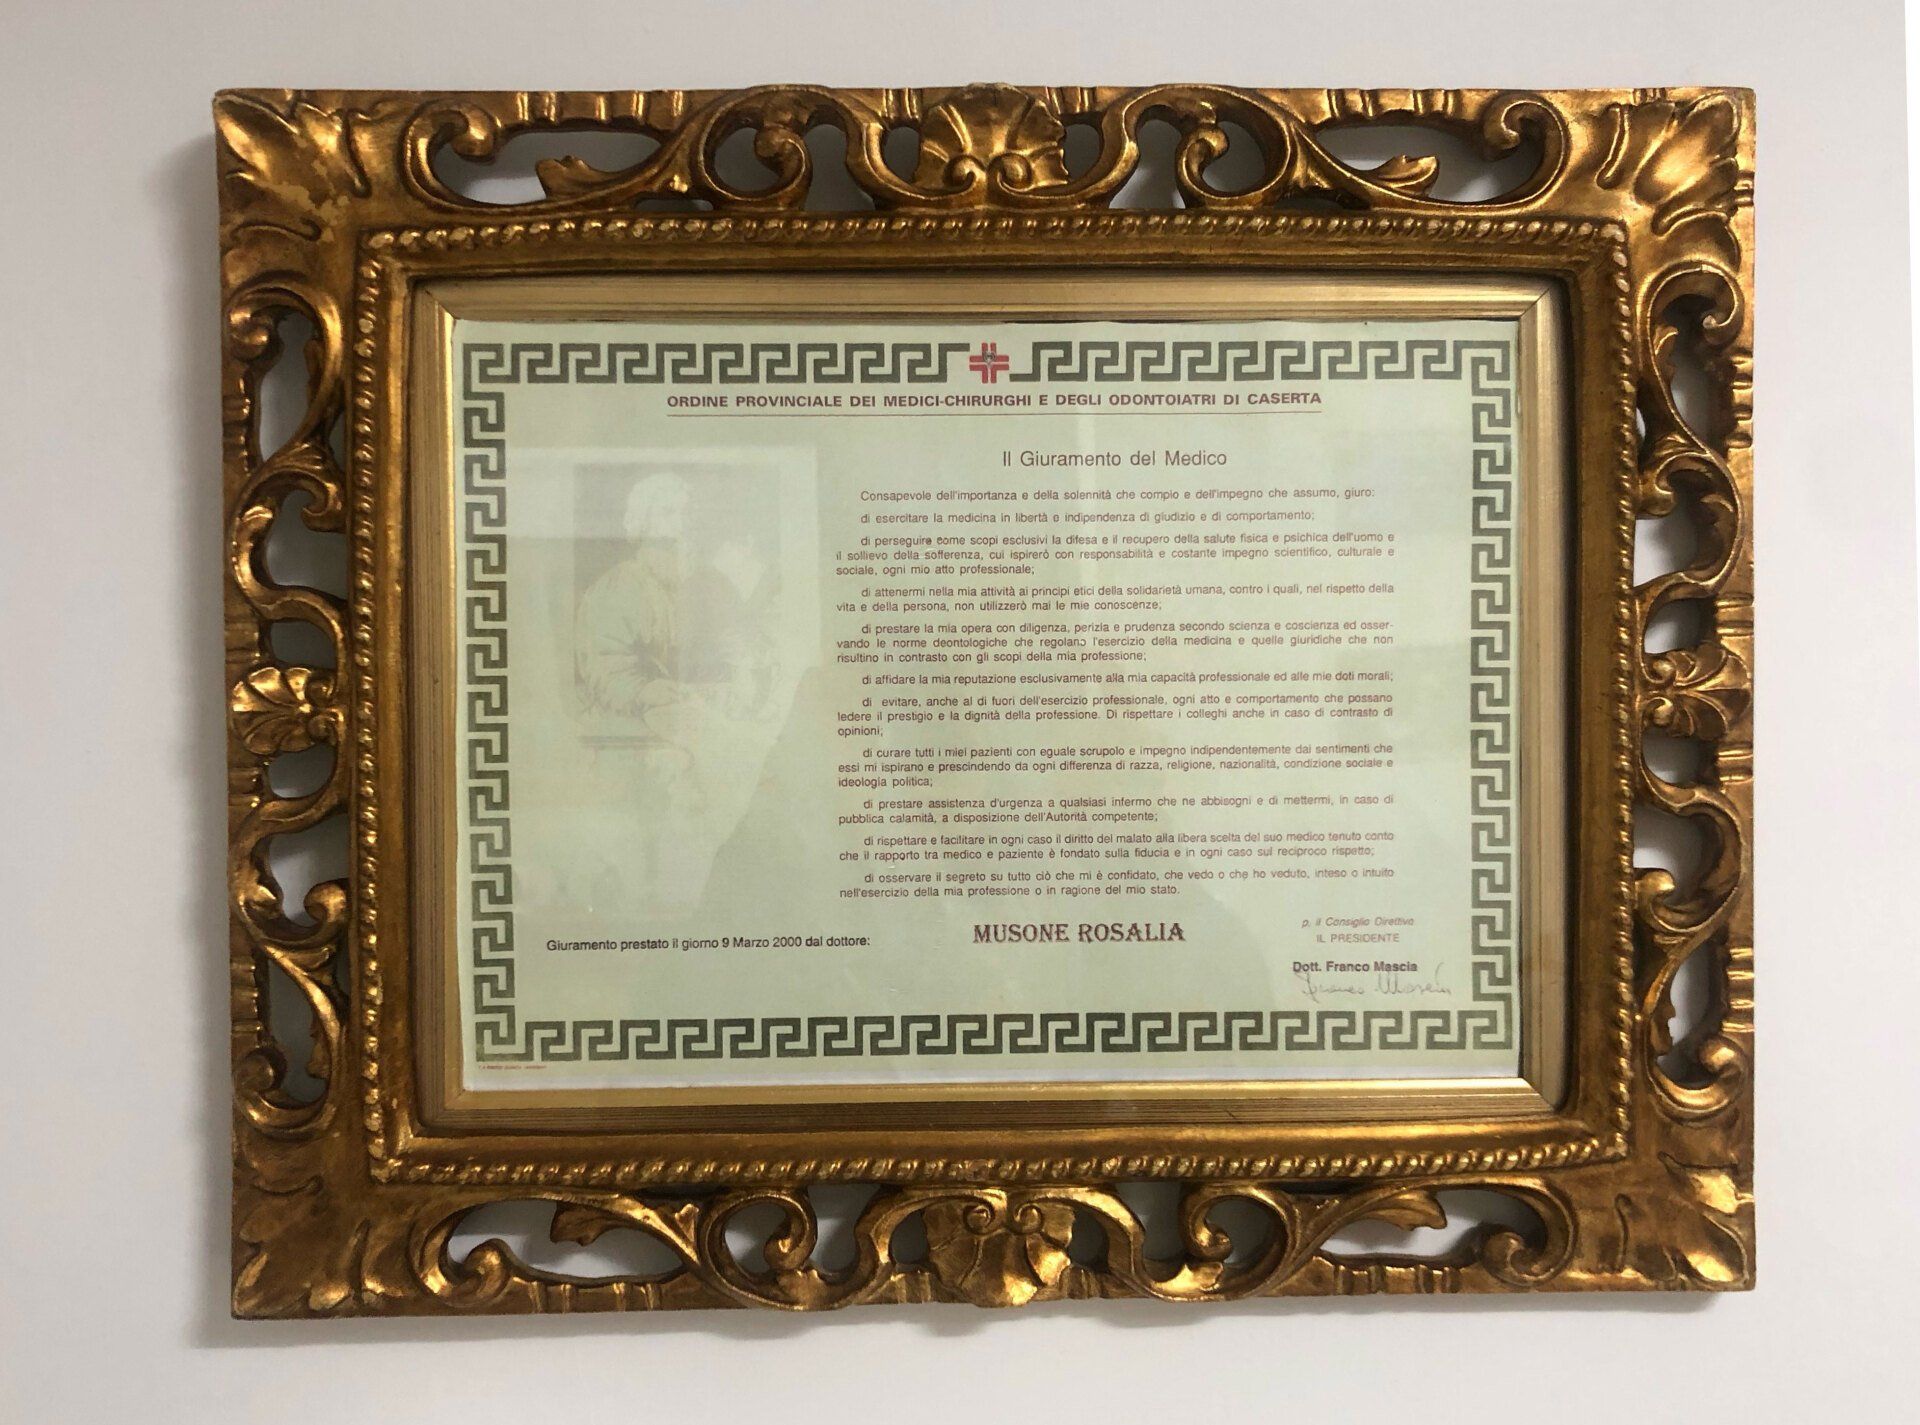 ORDINE PROVINCIALE DEI MEDICI-CHIRURGHI E DEGLI ODONTOIATRI DI CASERTA
Il Giuramento del Medico
Consapevole dell'importanza e della solennità che compio e dell'impegno che assumo, giuro:
di esercitare la medicina in libertà e indipendenza di giudizio e di comportamento;
di perseguire come scopi esclusivi la difesa e il recupero della salute fisica e psichica dell'uomo e
il sollievo della sofferenza, cui ispirerò con responsabilità e costante impegno scientifico, culturale e
sociale, ogni mio atto professionale;
di attenermi nella mia attività ai principi etici della solidarietà umana, contro i quali, nel rispetto della
vita e della persona, non utilizzerò mai le mie conoscenze;
di prestare la mia opera con diligenza, perizia e prudenza secondo scienza e coscienza ed osser-
vando le norme deontologiche che regolano l'esercizio della medicina e quelle giuridiche che non
risultino in contrasto con gli scopi della mia professione;
di affidare la mia reputazione esclusivamente alla mia capacità professionale ed alle mie doti morali;
di evitare, anche al di fuori dell'esercizio professionale, ogni atto e comportamento che possano
ledere il prestigio e la dignità della professione. Di rispettare i colleghi anche in caso di contrasto di
opinioni;
di curare tutti i miei pazienti con eguale scrupolo e impegno indipendentemente dai sentimenti che
essi mi ispirano e prescindendo da ogni differenza di razza, religione, nazionalità, condizione sociale e
ideologia politica;
di prestare assistenza d'urgenza a qualsiasi infermo che ne abbisogni e di mettermi, in caso di
pubblica calamità, a disposizione dell'Autorità competente;
di rispettare e facilitare in ogni caso il diritto del malato alla libera scelta del suo medico tenuto conto
che il rapporto tra medico e paziente è fondato sulla fiducia e in ogni caso sul reciproco rispetto;
di osservare il segreto su tutto ciò che mi è confidato, che vedo o che ho veduto, inteso o intuito
nell'esercizio della mia professione o in ragione del mio stato.
Giuramento prestato il giorno 9 Marzo 2000 dal dottore:
MUSONE ROSALIA
p. il Consiglio Direttivo
IL PRESIDENTE
Dott. Franco Mascia
Franco Mascia